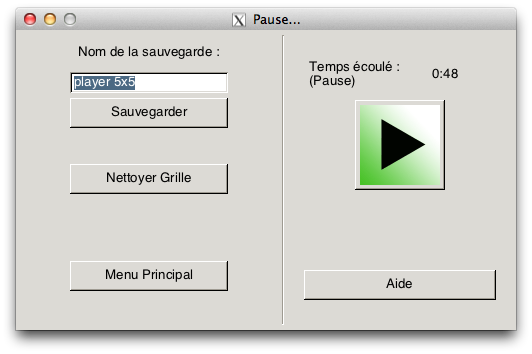 Pause...
Nom de la sauvegarde :
player 5x5
Sauvegarder
Nettoyer Grille
Menu Principal
Temps écoulé :
(Pause)
0:48
Aide